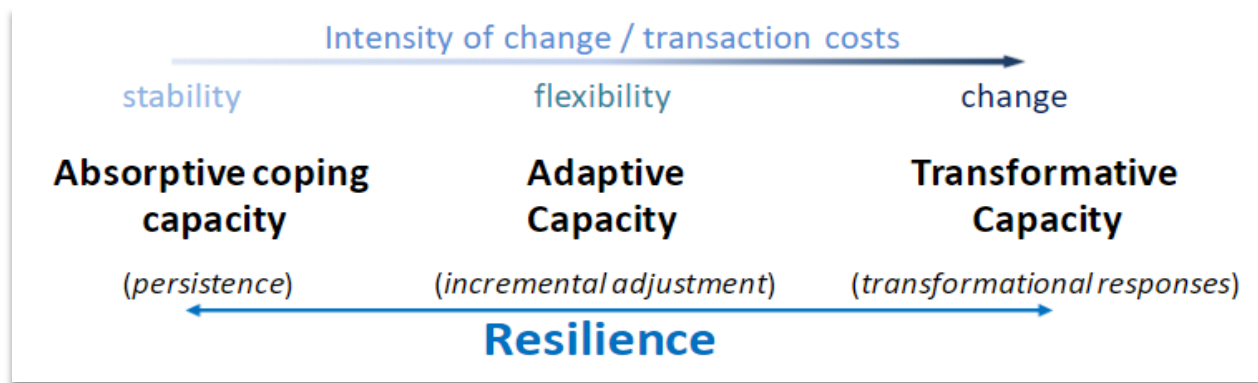 Intensity of change / transaction costs
stability flexibility change
Absorptive coping Adaptive Transformative
capacity Capacity Capacity
(persistence) (incremental adjustment) (transformational responses)
Resilience